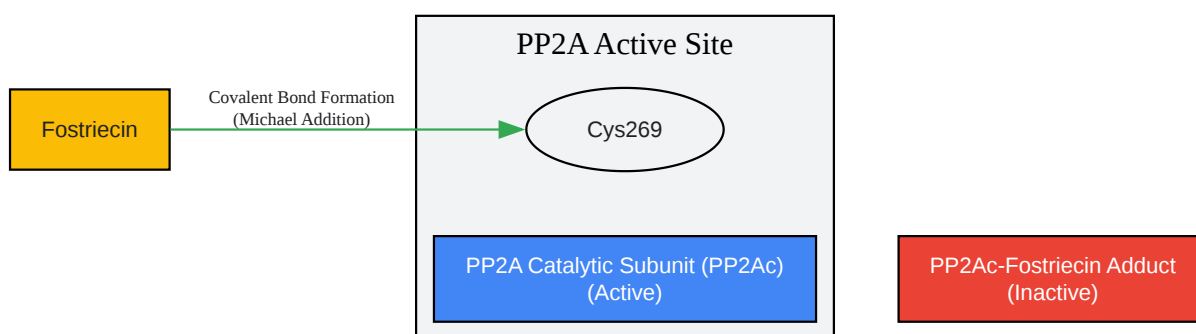 PP2A Active Site
Fostriecin
Covalent Bond Formation
(Michael Addition)
Cys269
PP2A Catalytic Subunit (PP2Ac)
(Active)
PP2Ac-Fostriecin Adduct
(Inactive)